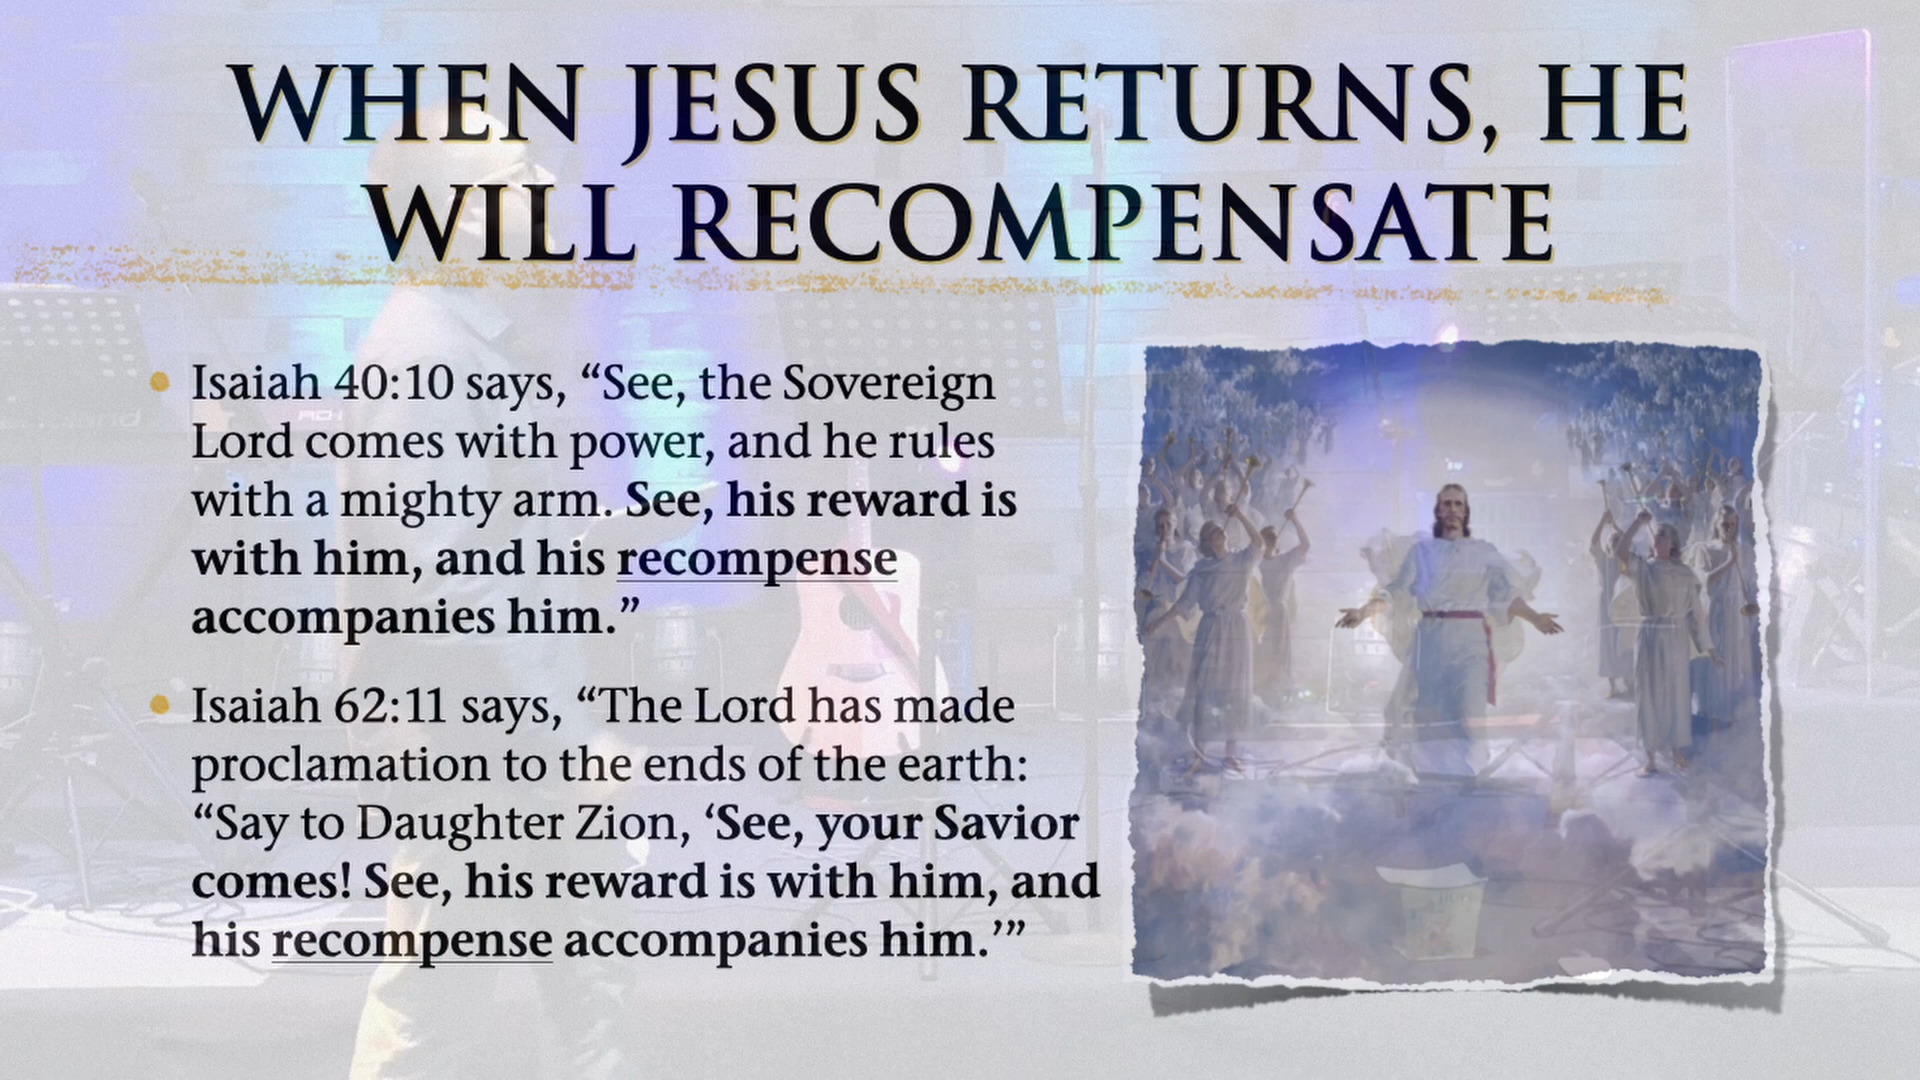 WHEN JESUS RETURNS, HE
WILL RECOMPENSATE
Isaiah 40:10 says, “See, the Sovereign
Lord comes with power, and he rules
with a mighty arm. See, his reward is
with him, and his recompense
accompanies him.”
Isaiah 62:11 says, “The Lord has made
proclamation to the ends of the earth:
“Say to Daughter Zion, ‘See, your Savior
comes! See, his reward is with him, and
his recompense accompanies him.’”